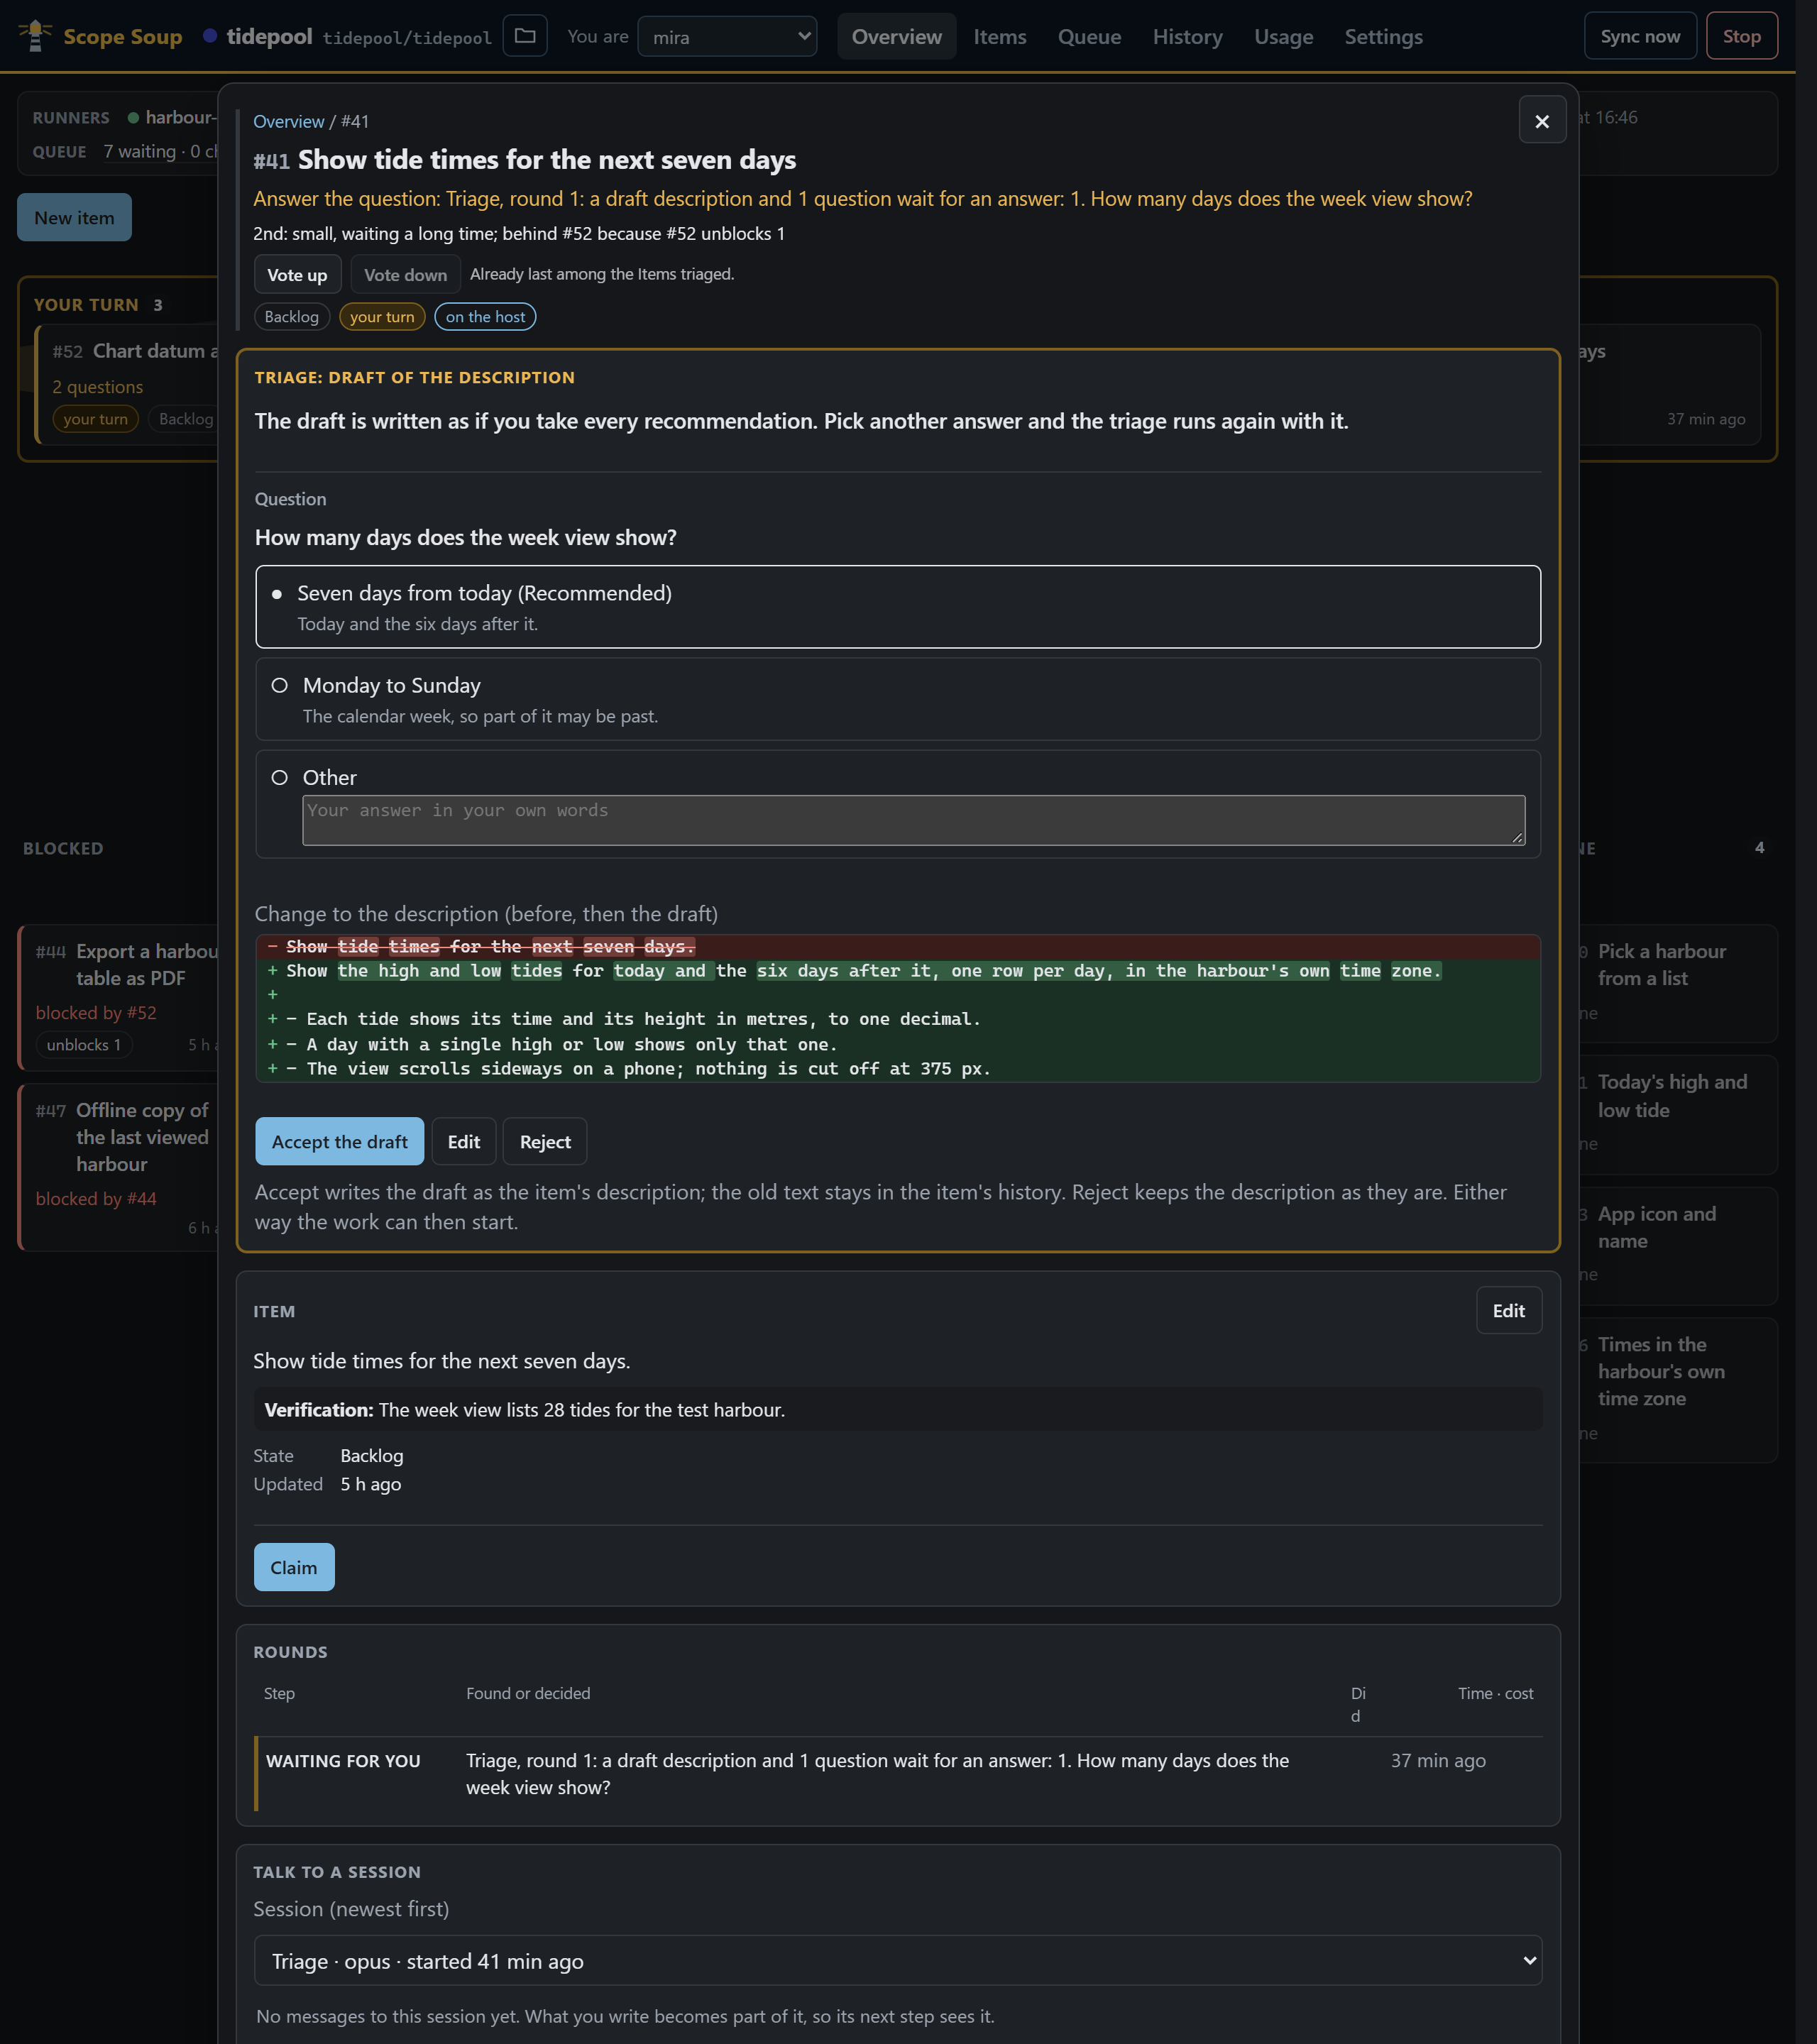 Scope Soup tidepool tidepool/tidepool You are mira Overview Items Queue History Usage Settings Sync now Stop
RUNNERS harbour-
at 16:46
QUEUE 7 waiting · 0
New item
YOUR TURN 3
#52 Chart datum
2 questions
your turn Backlog
37 min ago
BLOCKED
4
#44 Export a
table as PDF
blocked by #52
unblocks 1 5 h
#47 Offline copy of
the last viewed
harbour
blocked by #44
6 h
Pick a harbour
from a list
Today's high and
low tide
App icon and
name
Times in the
harbour's own
time zone
Overview / #41
×
#41 Show tide times for the next seven days
Answer the question: Triage, round 1: a draft description and 1 question wait for an answer: 1. How many days does the week view show?
2nd: small, waiting a long time; behind #52 because #52 unblocks 1
Vote up Vote down Already last among the Items triaged.
Backlog your turn on the host
TRIAGE: DRAFT OF THE DESCRIPTION
The draft is written as if you take every recommendation. Pick another answer and the triage runs again with it.
Question
How many days does the week view show?
Seven days from today (Recommended)
Today and the six days after it.
Monday to Sunday
The calendar week, so part of it may be past.
Other
Your answer in your own words
Change to the description (before, then the draft)
- Show tide times for the next seven days.
+ Show the high and low tides for today and the six days after it, one row per day, in the harbour's own time zone.
+
+ - Each tide shows its time and its height in metres, to one decimal.
+ - A day with a single high or low shows only that one.
+ - The view scrolls sideways on a phone; nothing is cut off at 375 px.
Accept the draft Edit Reject
Accept writes the draft as the item's description; the old text stays in the item's history. Reject keeps the description as they are. Either
way the work can then start.
ITEM Edit
Show tide times for the next seven days.
Verification: The week view lists 28 tides for the test harbour.
State Backlog
Updated 5 h ago
Claim
ROUNDS
Step Found or decided Di Time · cost
d
WAITING FOR YOU Triage, round 1: a draft description and 1 question wait for an answer: 1. How many days does the 37 min ago
week view show?
TALK TO A SESSION
Session (newest first)
Triage · opus · started 41 min ago
No messages to this session yet. What you write becomes part of it, so its next step sees it.